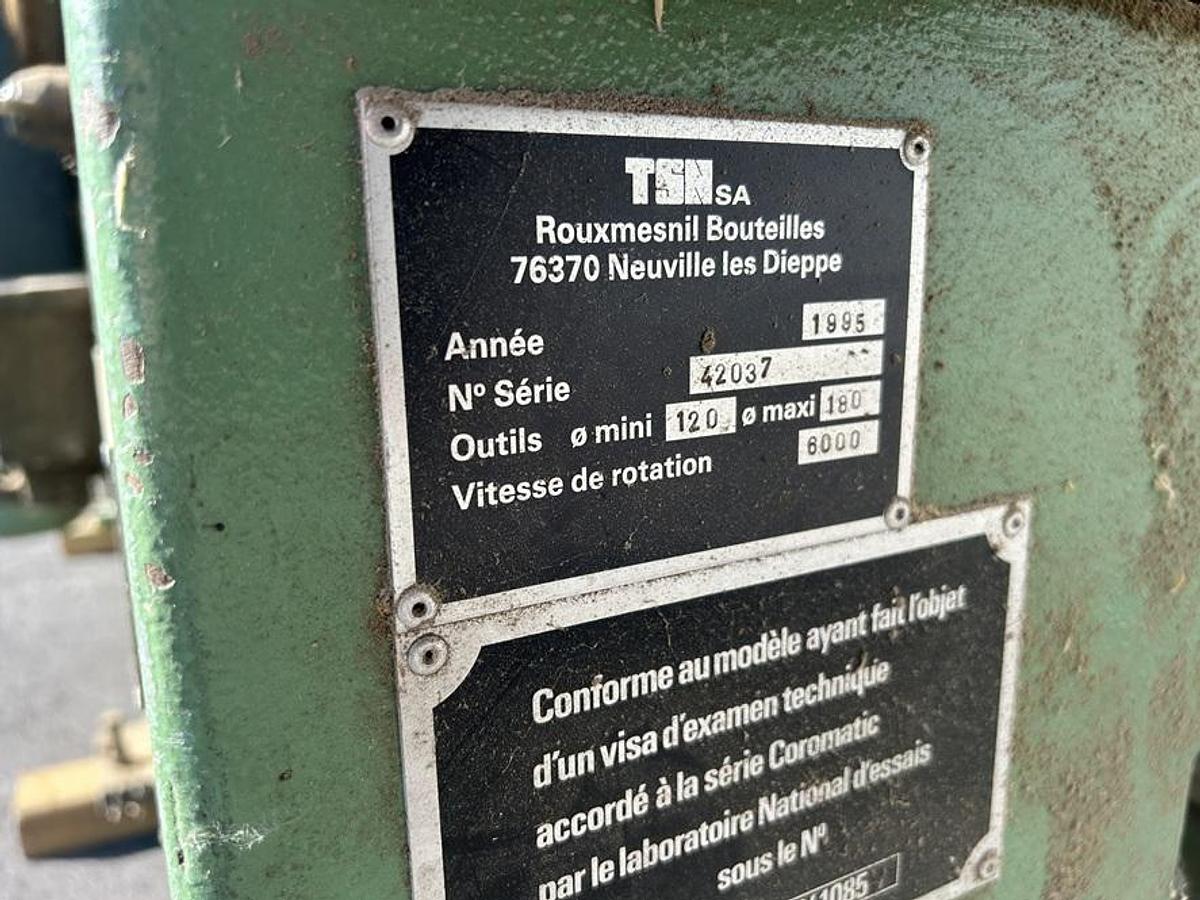 TSN SA
Rouxmesnil Bouteilles
76370 Neuville les Dieppe
Année 1995
Nº Série 42037
Outils ø mini 120 ø maxi 180
Vitesse de rotation 6000
Conforme au modèle ayant fait l'objet
d'un visa d'examen technique
accordé à la série Coromatic
par le laboratoire National d'essais
sous le Nº